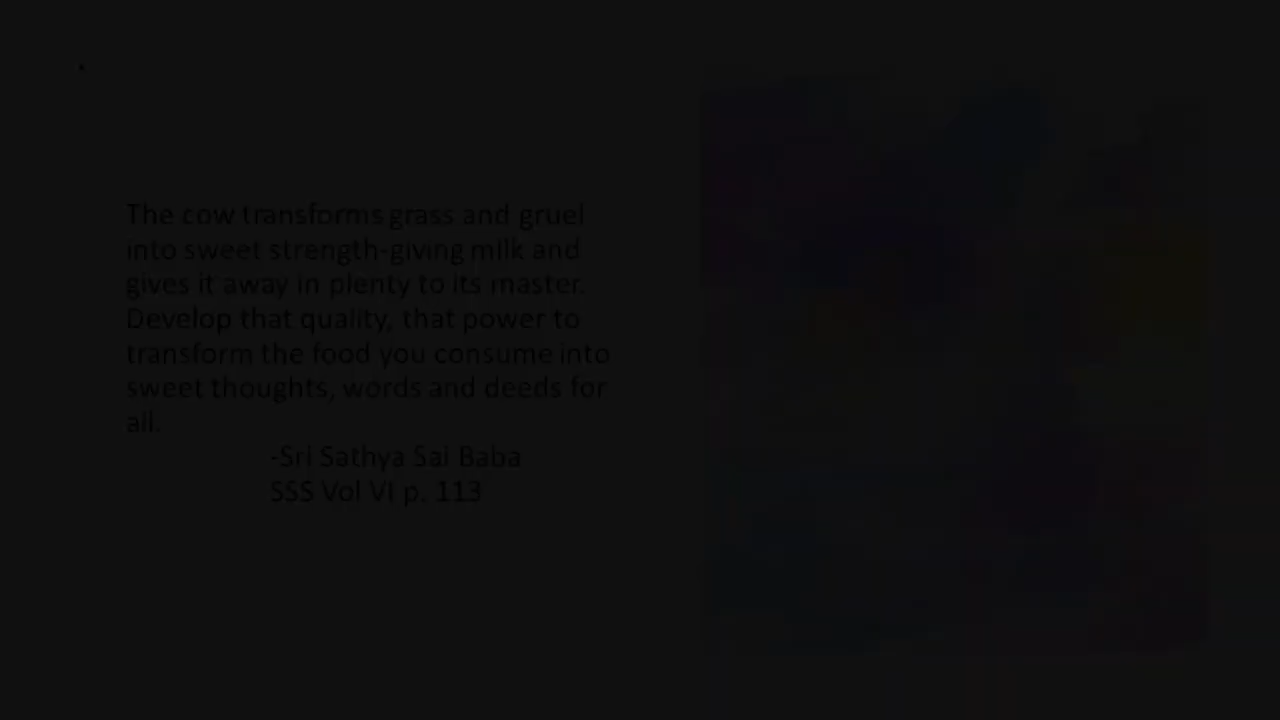 The cow transforms grass and gruel
into sweet strength-giving milk and
gives it away in plenty to its master.
Develop that quality, that power to
transform the food you consume into
sweet thoughts, words and deeds for
all.
-Sri Sathya Sai Baba
SSS Vol VI p. 113